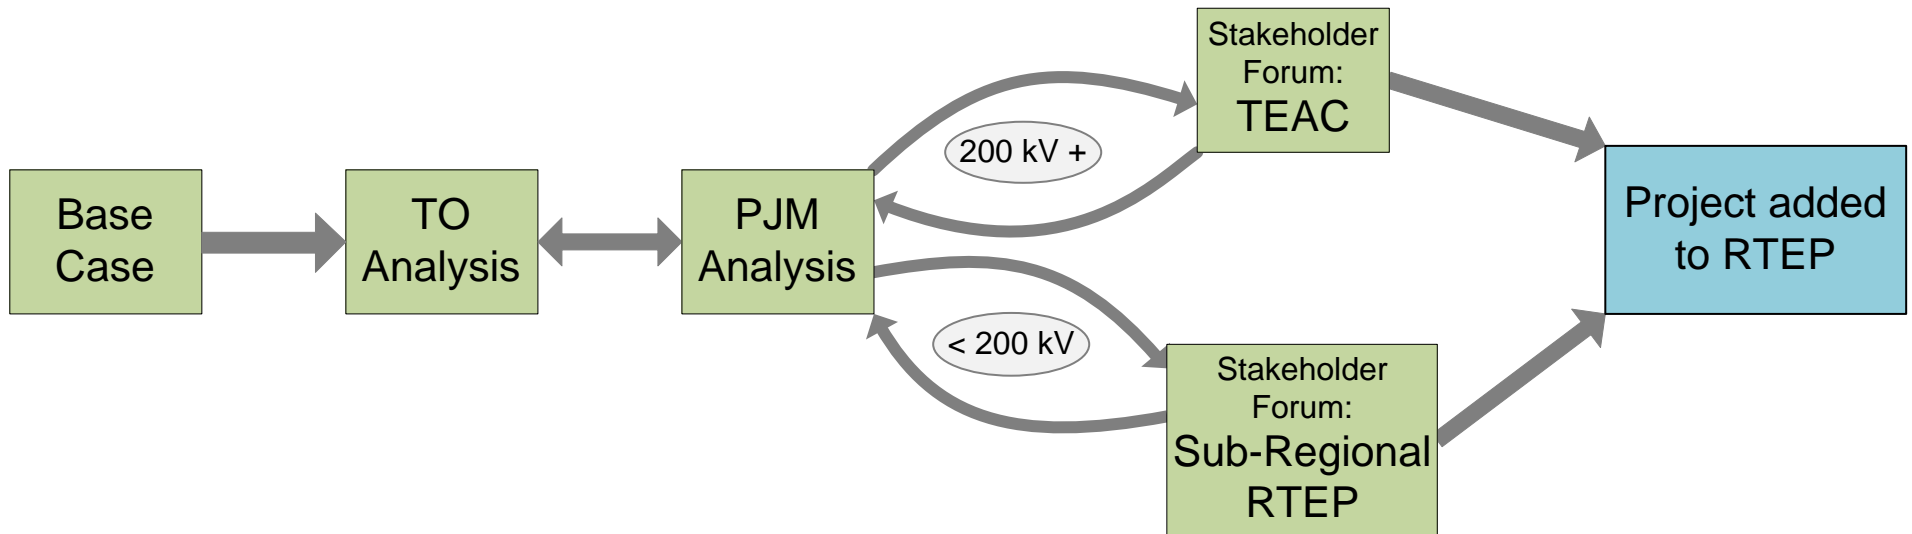 Base
Case
TO
Analysis
PJM
Analysis
200 kV +
< 200 kV
Stakeholder
Forum:
TEAC
Stakeholder
Forum:
Sub-Regional
RTEP
Project added
to RTEP